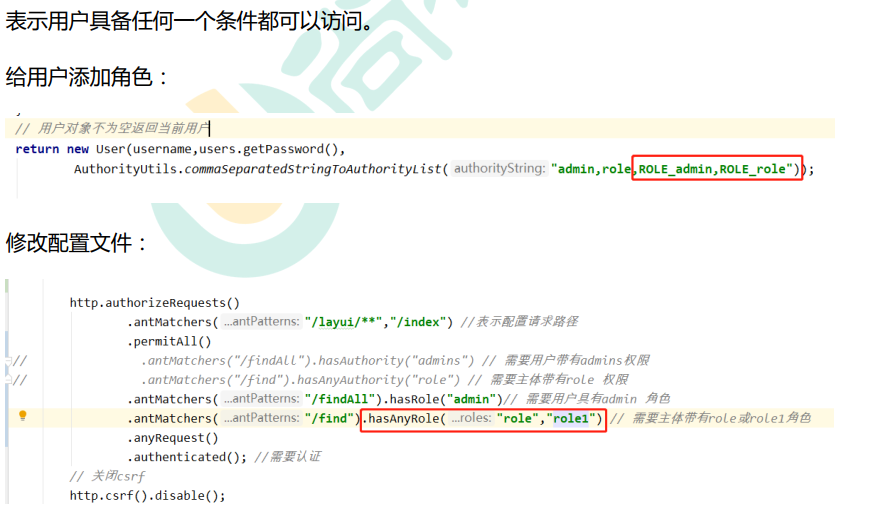 表示用户具备任何一个条件都可以访问。
给用户添加角色：
// 用户对象不为空返回当前用户
return new User(username,users.getPassword(),
AuthorityUtils.commaSeparatedStringToAuthorityList( authorityString: "admin,role,ROLE_admin,ROLE_role"));
修改配置文件：
http.authorizeRequests()
.antMatchers( ...antPatterns: "/layui/**","/index") //表示配置请求路径
.permitAll()
// .antMatchers("/findAll").hasAuthority("admins") // 需要用户带有admins权限
// .antMatchers("/find").hasAnyAuthority("role") // 需要主体带有role 权限
.antMatchers( ...antPatterns: "/findAll").hasRole("admin")// 需要用户具有admin 角色
.antMatchers( ...antPatterns: "/find").hasAnyRole( ...roles: "role","role1") // 需要主体带有role或role1角色
.anyRequest()
.authenticated(); //需要认证
// 关闭csrf
http.csrf().disable();